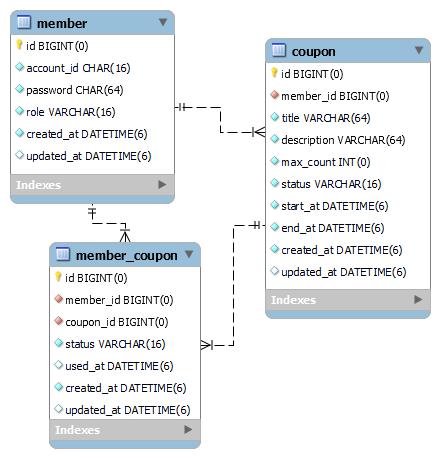 member
id BIGINT(0)
account_id CHAR(16)
password CHAR(64)
role VARCHAR(16)
created_at DATETIME(6)
updated_at DATETIME(6)
Indexes
coupon
id BIGINT(0)
member_id BIGINT(0)
title VARCHAR(64)
description VARCHAR(64)
max_count INT(0)
status VARCHAR(16)
start_at DATETIME(6)
end_at DATETIME(6)
created_at DATETIME(6)
updated_at DATETIME(6)
Indexes
member_coupon
id BIGINT(0)
member_id BIGINT(0)
coupon_id BIGINT(0)
status VARCHAR(16)
used_at DATETIME(6)
created_at DATETIME(6)
updated_at DATETIME(6)
Indexes